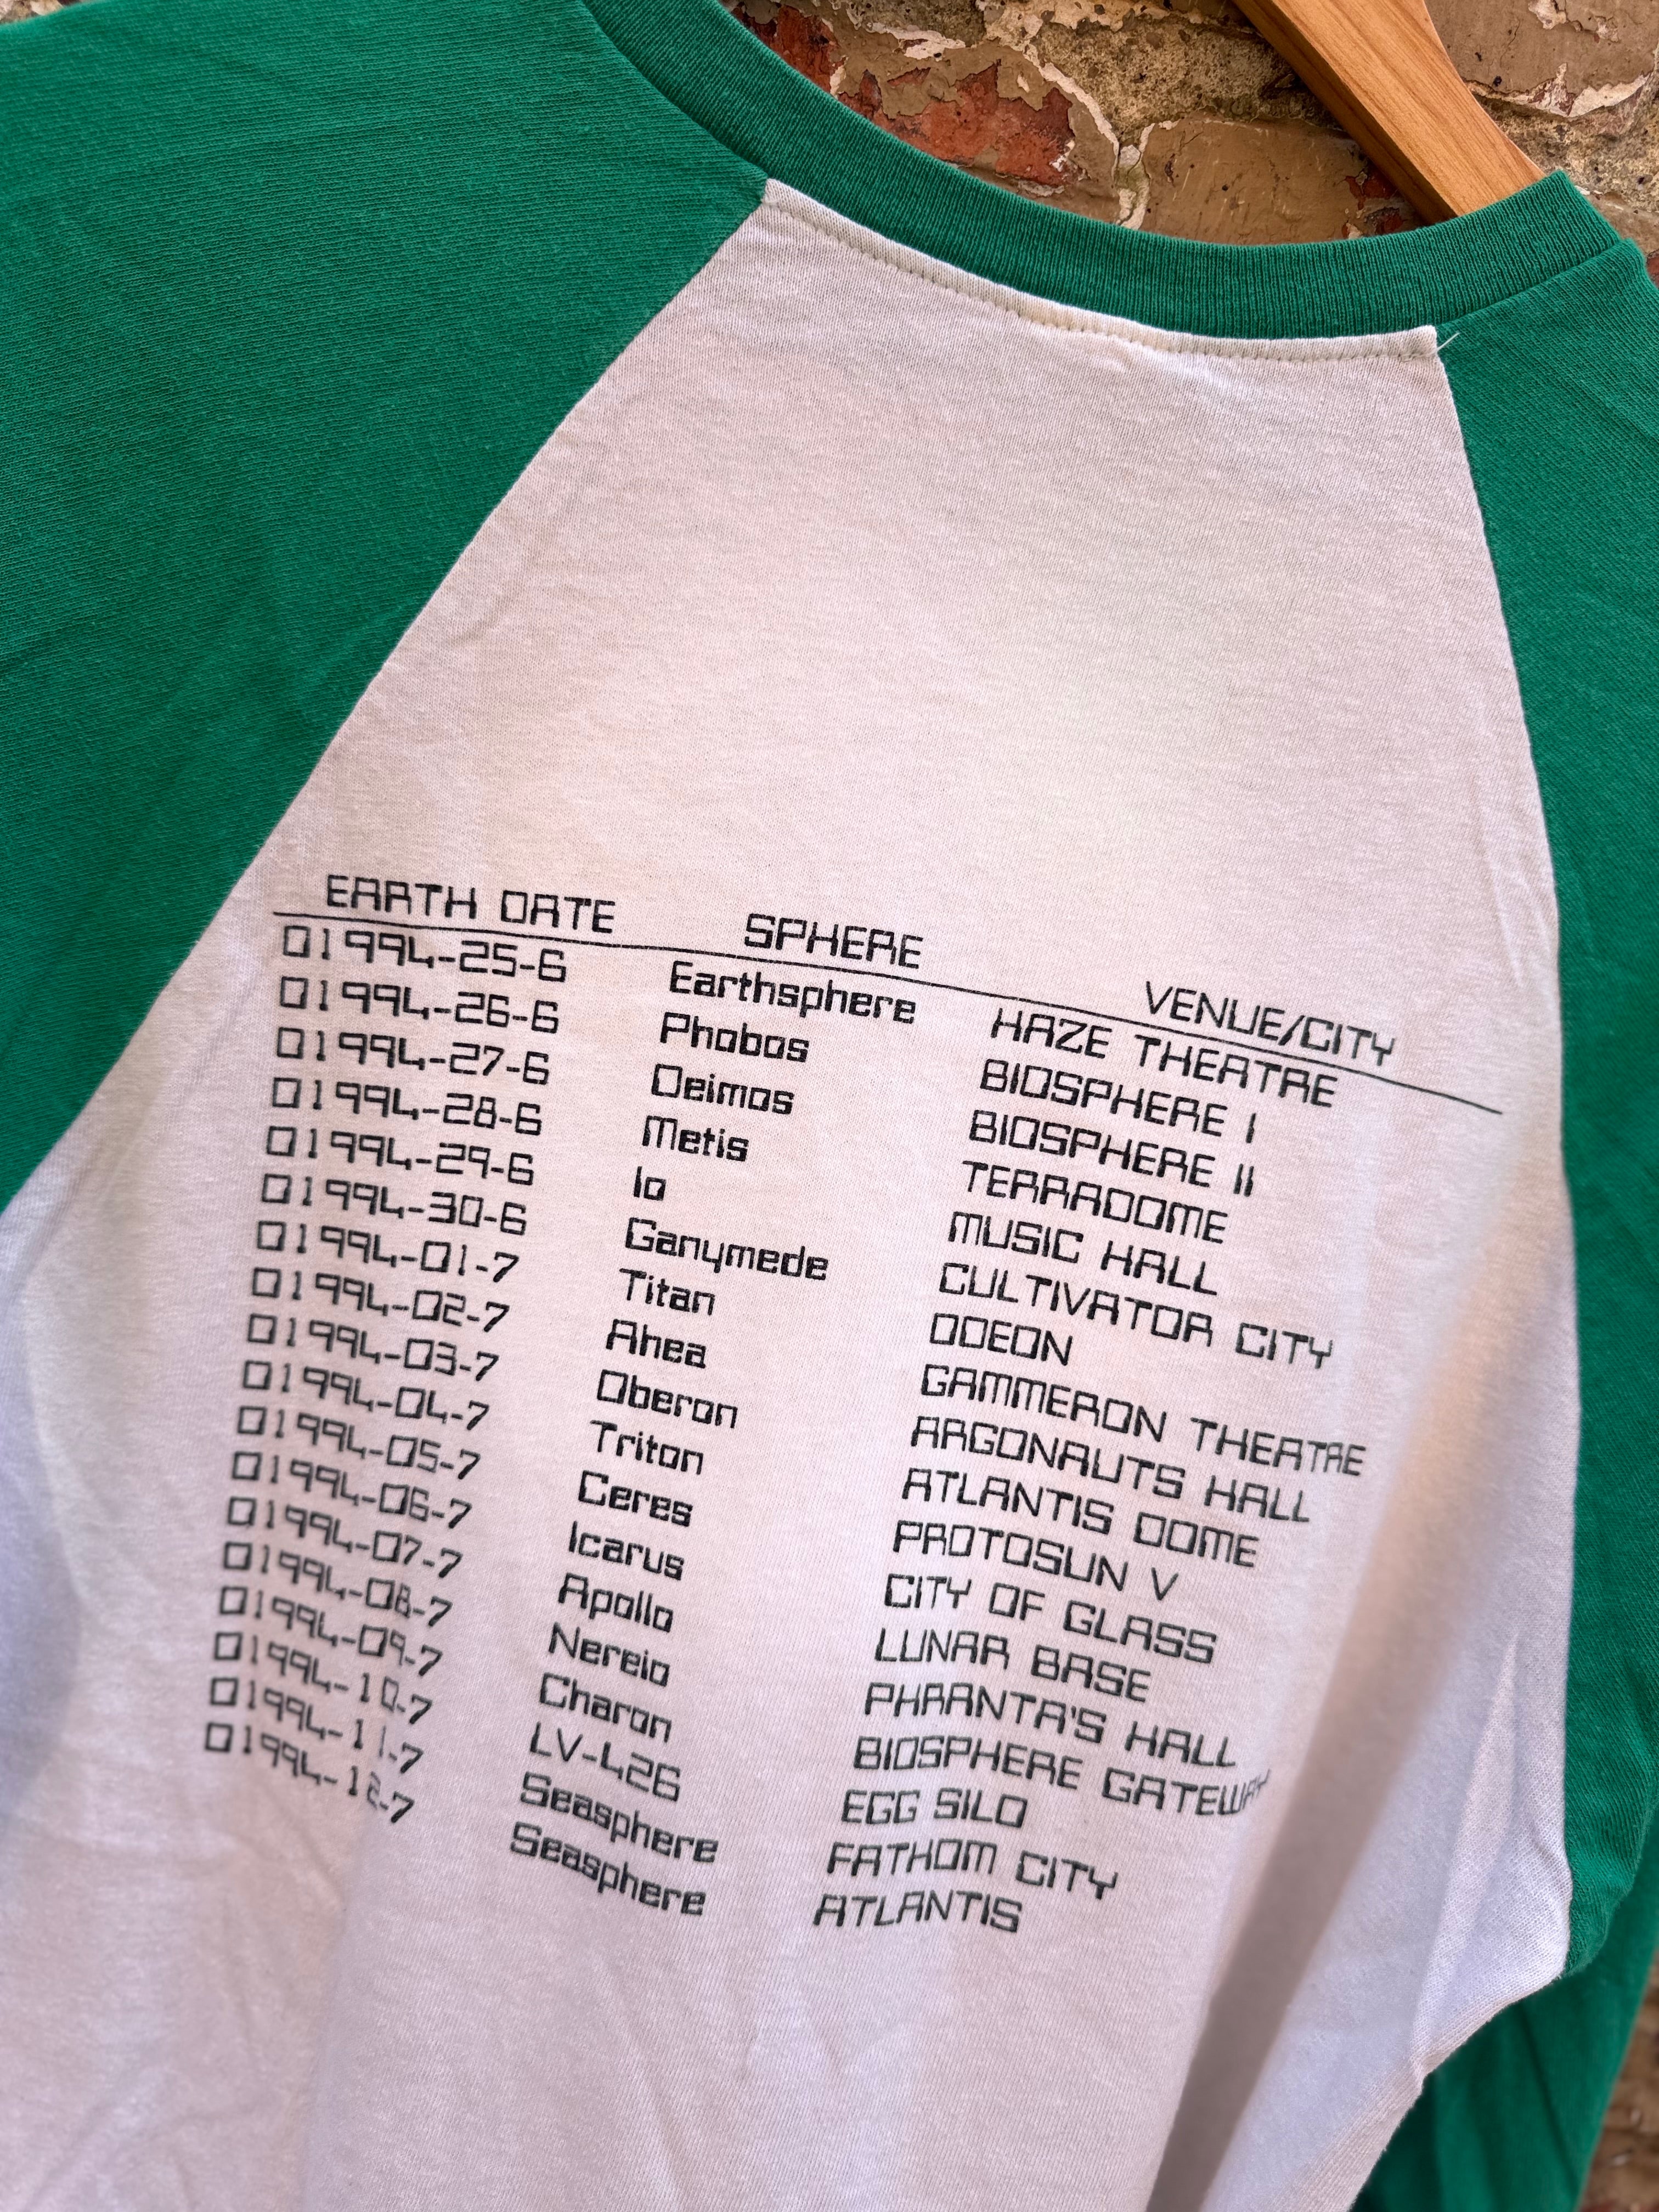 EARTH DATE SPHERE VENUE/CITY
01994-25-6 Earthsphere HAZE THEATRE
01994-26-6 Phobos BIOSPHERE I
01994-27-6 Deimos BIOSPHERE II
01994-28-6 Metis TERRADOME
01994-29-6 Io MUSIC HALL
01994-30-6 Ganymede CULTIVATOR CITY
01994-01-7 Titan ODEON
01994-02-7 Rhea GAMMERON THEATRE
01994-03-7 Oberon ARGONAUTS HALL
01994-04-7 Triton ATLANTIS DOME
01994-05-7 Ceres PROTOSUN V
01994-06-7 Icarus CITY OF GLASS
01994-07-7 Apollo LUNAR BASE
01994-08-7 Nereid PHRANTA'S HALL
01994-09-7 Charon BIOSPHERE GATEWAY
01994-10-7 LV-426 EGG SILO
01994-11-7 Seasphere FATHOM CITY
01994-12-7 Seasphere ATLANTIS